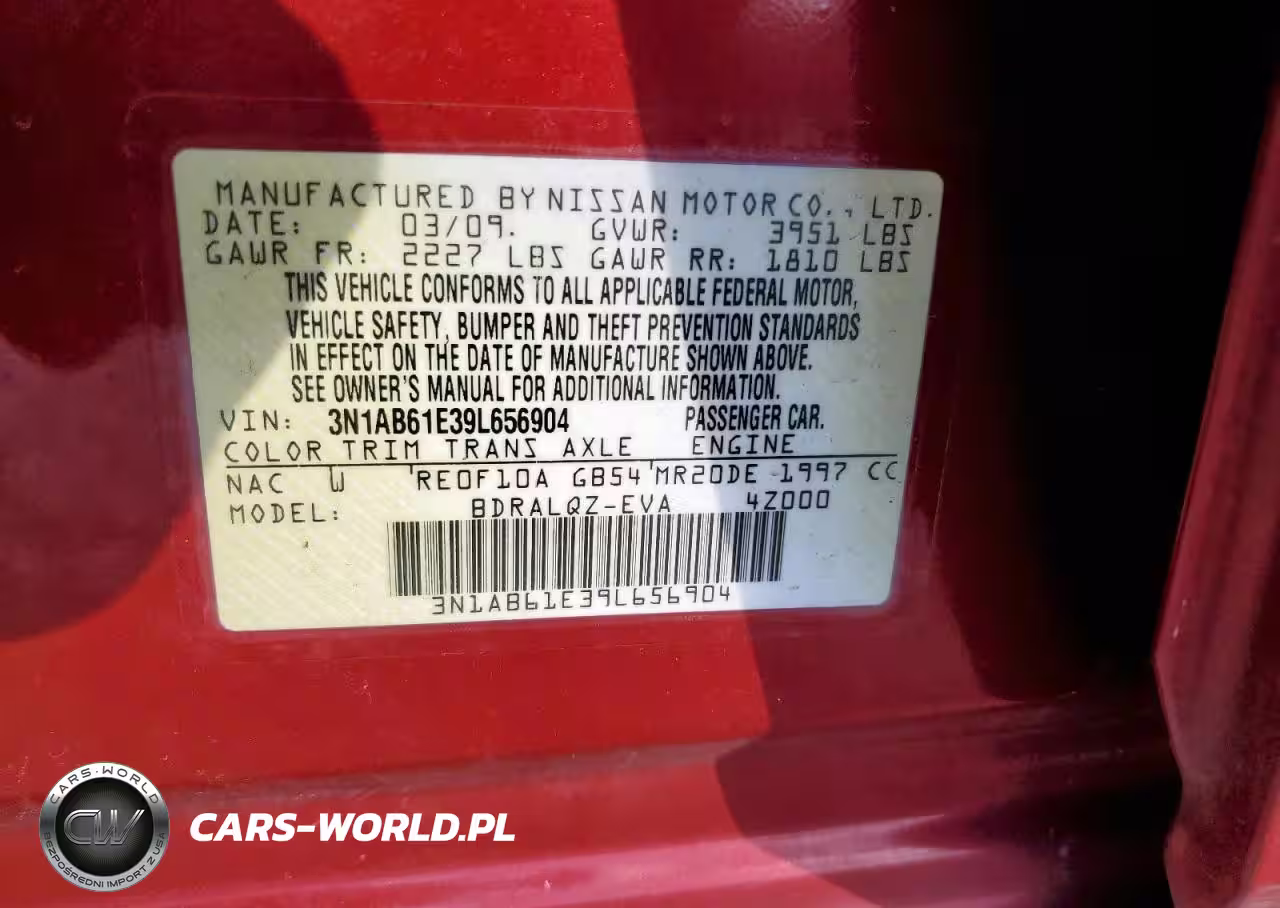 MANUFACTURED BY NISSAN MOTOR CO., LTD.
DATE: 03/09. GVWR: 3951 LBS
GAWR FR: 2227 LBS GAWR RR: 1810 LBS
THIS VEHICLE CONFORMS TO ALL APPLICABLE FEDERAL MOTOR,
VEHICLE SAFETY, BUMPER AND THEFT PREVENTION STANDARDS
IN EFFECT ON THE DATE OF MANUFACTURE SHOWN ABOVE.
SEE OWNER'S MANUAL FOR ADDITIONAL INFORMATION.
VIN: 3N1AB61E39L656904 PASSENGER CAR.
COLOR TRIM TRANS AXLE ENGINE
NAC W RE0F10A GB54 MR20DE 1997 CC
MODEL: BDRALQZ-EVA 4Z000
3N1AB61E39L656904
CARS-WORLD
CW
BEZPOŚREDNI IMPORT Z USA
CARS-WORLD.PL